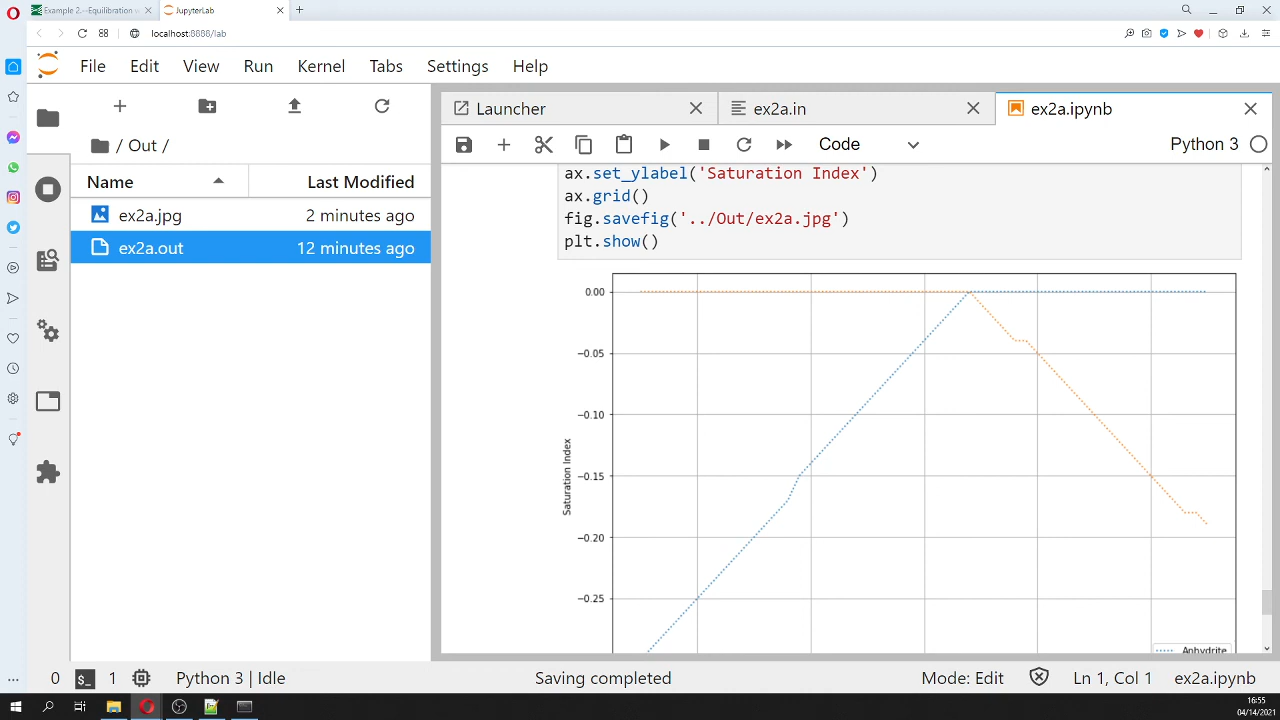 Example 2.--Equilibration
JupyterLab
localhost:8888/lab
File Edit View Run Kernel Tabs Settings Help
Launcher
ex2a.in
ex2a.ipynb
/ Out /
Code
Python 3
Name
Last Modified
ex2a.jpg
2 minutes ago
ex2a.out
12 minutes ago
ax.set_ylabel('Saturation Index')
ax.grid()
fig.savefig('../Out/ex2a.jpg')
plt.show()
0.00
−0.05
−0.10
−0.15
−0.20
−0.25
Saturation Index
Anhydrite
0
$_
1
Python 3 | Idle
Saving completed
Mode: Edit
Ln 1, Col 1
ex2a.ipynb
16:55
04/14/2021